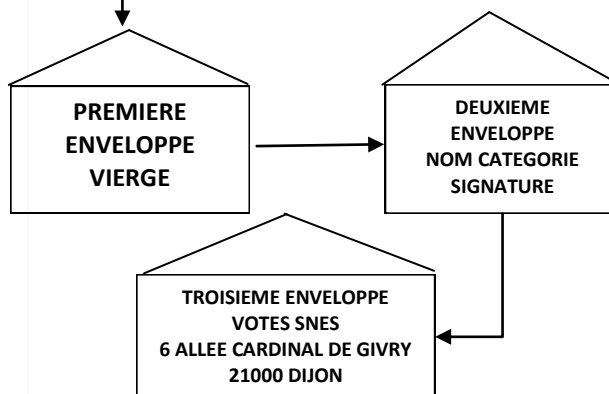 PREMIERE
ENVELOPPE
VIERGE
DEUXIEME
ENVELOPPE
NOM CATEGORIE
SIGNATURE
TROISIEME ENVELOPPE
VOTES SNES
6 ALLEE CARDINAL DE GIVRY
21000 DIJON